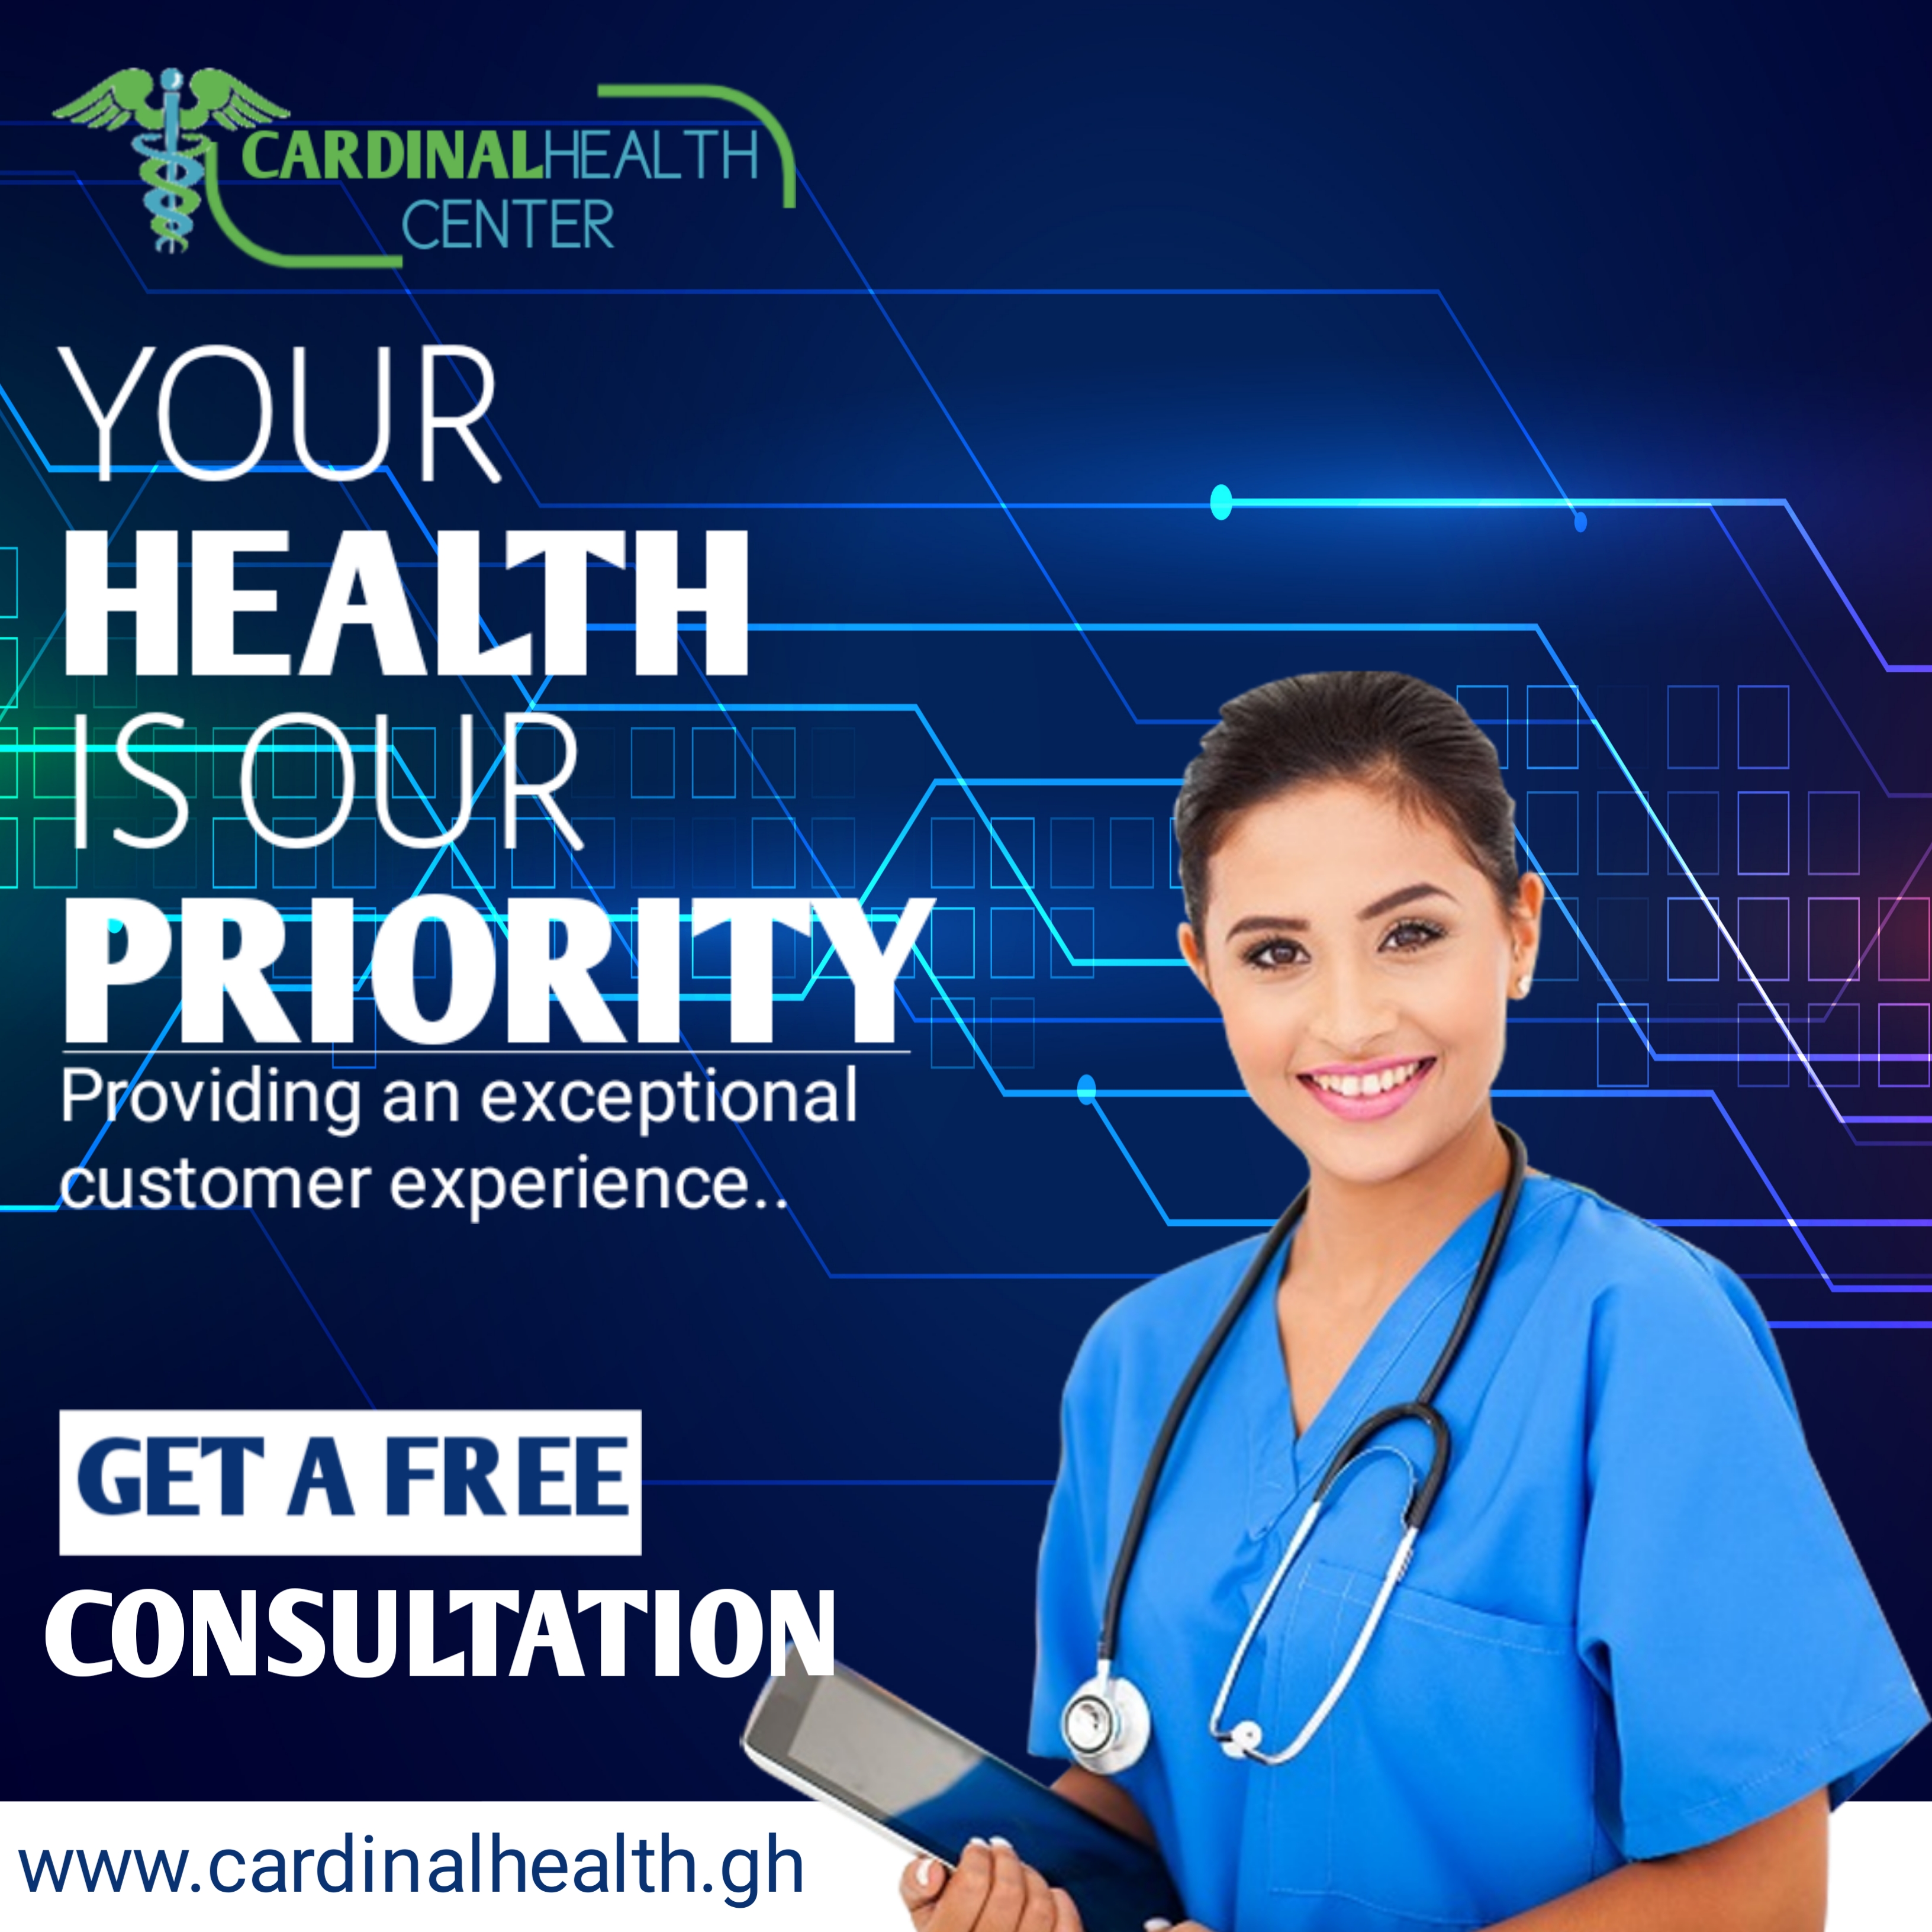 CARDINALHEALTH
CENTER
YOUR
HEALTH
IS OUR
PRIORITY
Providing an exceptional
customer experience..
GET A FREE
CONSULTATION
www.cardinalhealth.gh